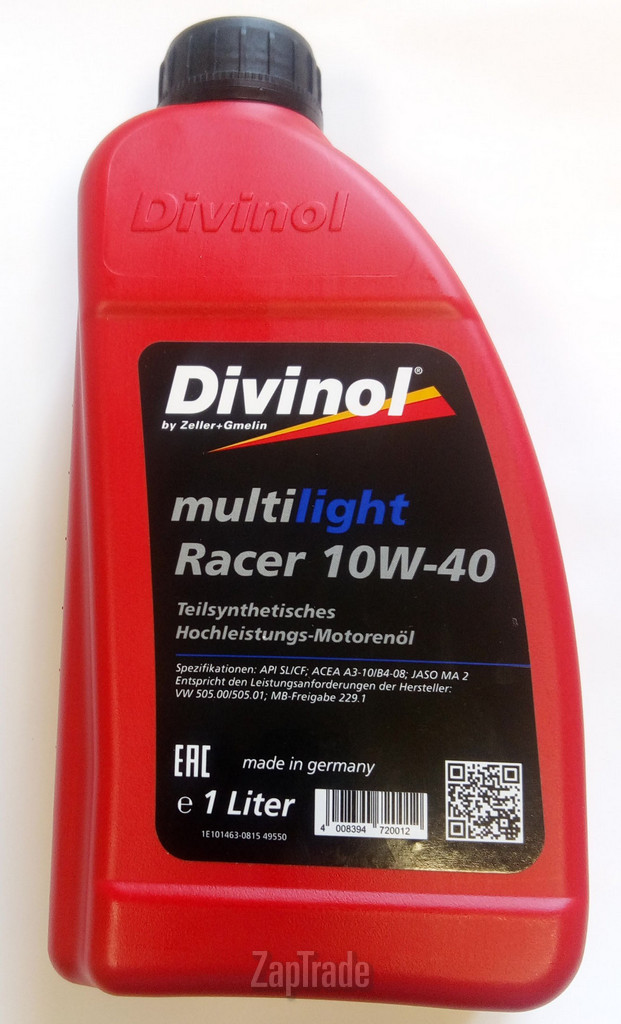 Divinol
Divinol®
by Zeller+Gmelin
multilight
Racer 10W-40
Teilsynthetisches
Hochleistungs-Motorenöl
Spezifikationen: API SL/CF; ACEA A3-10/B4-08; JASO MA 2
Entspricht den Leistungsanforderungen der Hersteller:
VW 505.00/505.01; MB-Freigabe 229.1
EAC made in germany
e 1 Liter
4 008394 720012
1E101463-0815 49550
ZapTrade